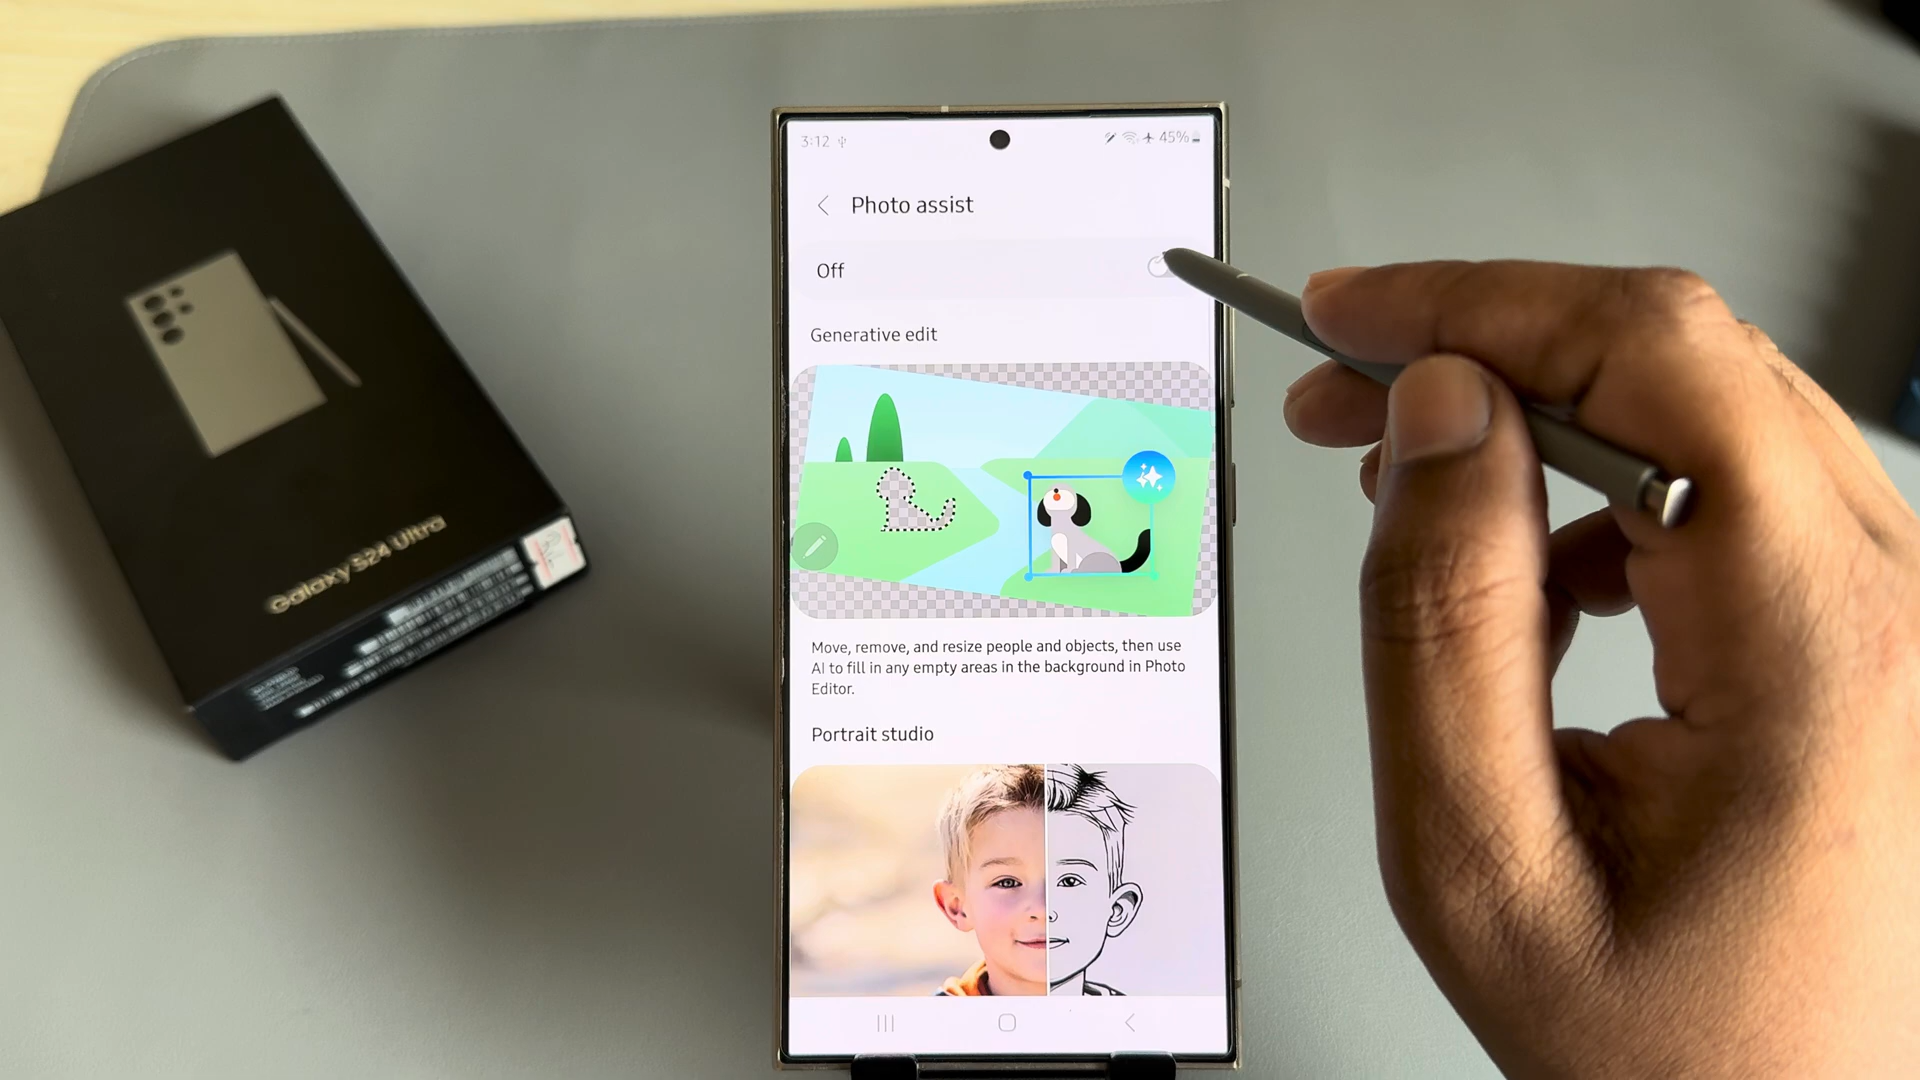 3:12
45%
Photo assist
Off
Generative edit
Move, remove, and resize people and objects, then use
AI to fill in any empty areas in the background in Photo
Editor.
Portrait studio
Galaxy S24 Ultra